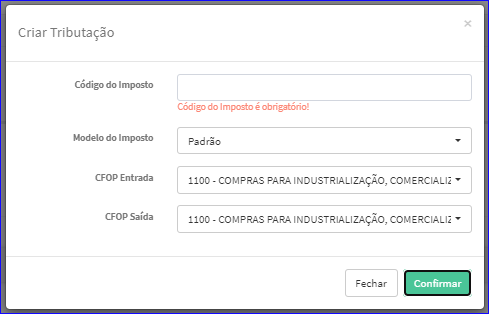 Criar Tributação ×
Código do Imposto
Código do Imposto é obrigatório!
Modelo do Imposto Padrão
CFOP Entrada 1100 - COMPRAS PARA INDUSTRIALIZAÇÃO, COMERCIALIZ
CFOP Saída 1100 - COMPRAS PARA INDUSTRIALIZAÇÃO, COMERCIALIZ
Fechar Confirmar